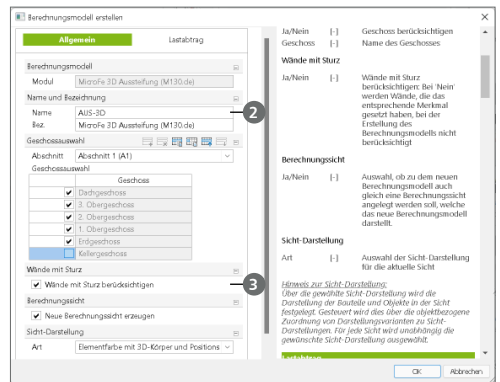 Berechnungsmodell erstellen
Allgemein
Lastabtrag
Berechnungsmodell
Modul
MicroFe 3D Aussteifung (M130.de)
Name und Bezeichnung
Name
AUS-3D
2
Bez.
MicroFe 3D Aussteifung (M130.de)
Geschossauswahl
Abschnitt
Abschnitt 1 (A1)
Geschossauswahl
Geschoss
Dachgeschoss
3. Obergeschoss
2. Obergeschoss
1. Obergeschoss
Erdgeschoss
Kellergeschoss
Wände mit Sturz
Wände mit Sturz berücksichtigen
3
Berechnungssicht
Neue Berechnungssicht erzeugen
Sicht-Darstellung
Art
Elementfarbe mit 3D-Körper und Positions
Ja/Nein [-] Geschoss berücksichtigen
Geschoss [-] Name des Geschosses
Wände mit Sturz
Ja/Nein [-] Wände mit Sturz
berücksichtigen: Bei 'Nein'
werden Wände, die das
entsprechende Merkmal
gesetzt haben, bei der
Erstellung des
Berechnungsmodells nicht
berücksichtigt
Berechnungssicht
Ja/Nein [-] Auswahl, ob zu dem neuen
Berechnungsmodell auch
gleich eine Berechnungssicht
angelegt werden soll, welche
das neue Berechnungsmodell
darstellt.
Sicht-Darstellung
Art [-] Auswahl der Sicht-Darstellung
für die aktuelle Sicht
Hinweis zur Sicht-Darstellung:
Über die gewählte Sicht-Darstellung wird die
Darstellung der Bauteile und Objekte in der Sicht
festgelegt. Gesteuert wird dies über die objektbezogene
Zuordnung von Darstellungsvarianten zu Sicht-
Darstellungen. Für jede Sicht wird unabhängig die
gewünschte Sicht-Darstellung ausgewählt.
Lastabtrag
OK
Abbrechen